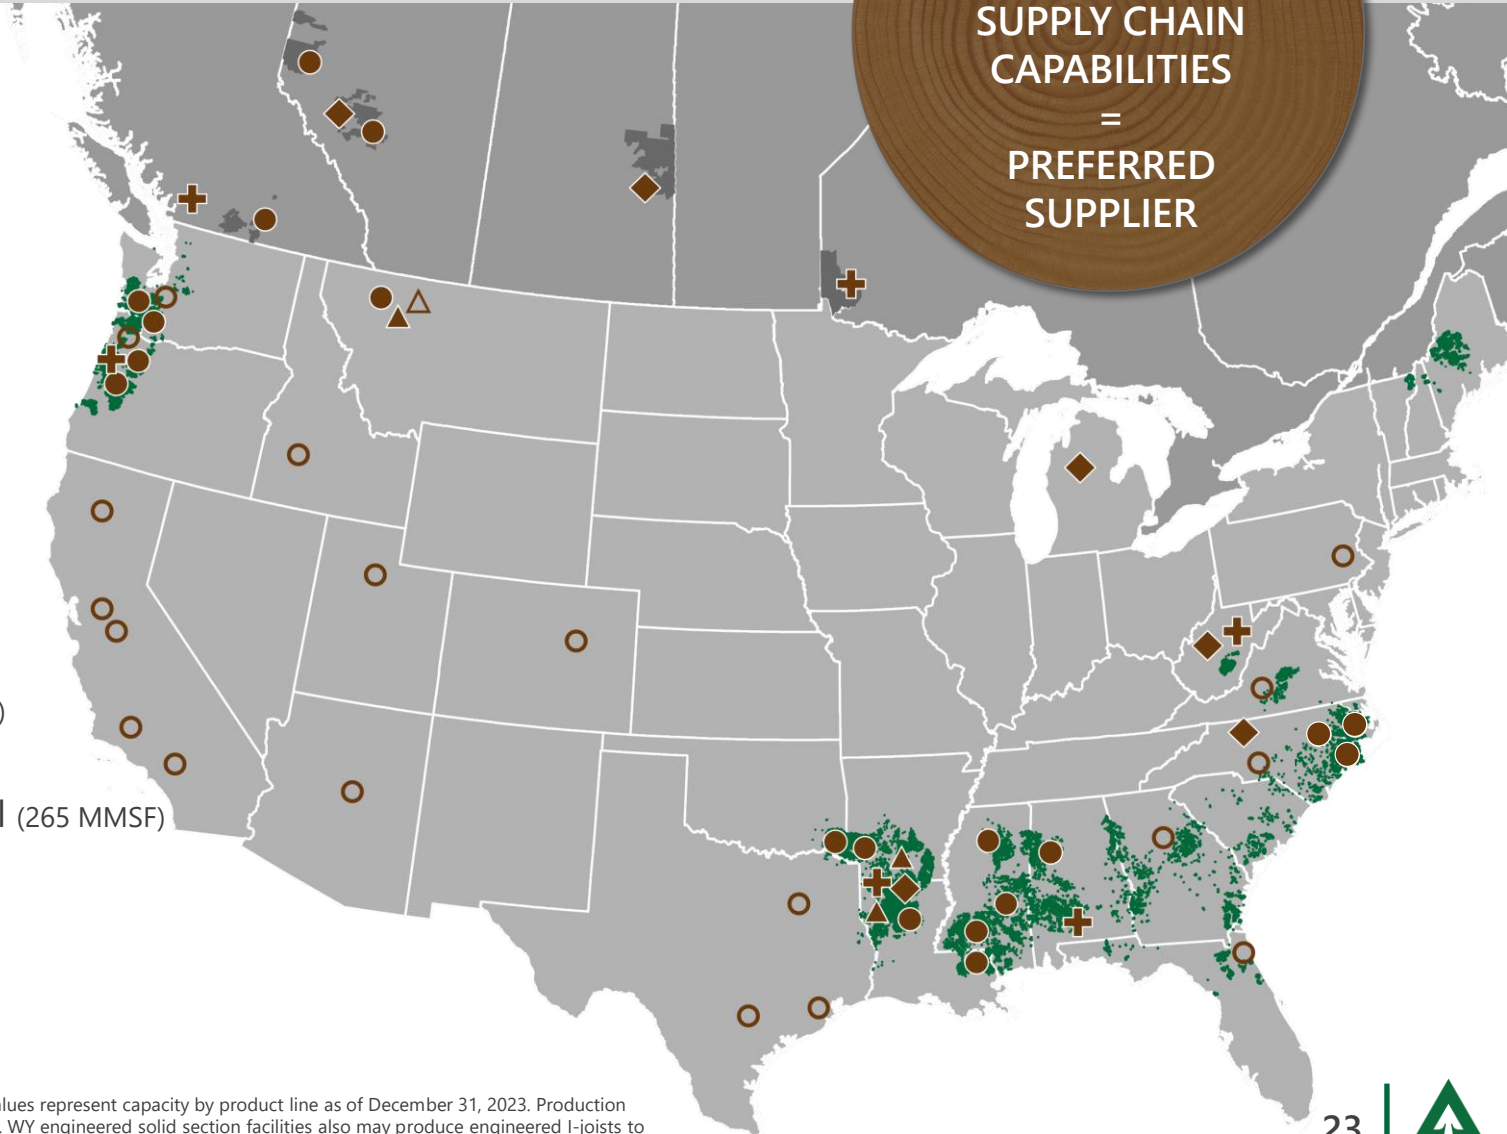 SUPPLY CHAIN
CAPABILITIES
=
PREFERRED
SUPPLIER
)
(265 MMSF)
represent capacity by product line as of December 31, 2023. Production
. WY engineered solid section facilities also may produce engineered I-joists to
23